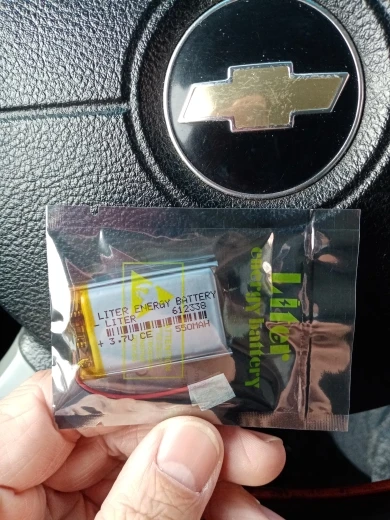 LITER ENERGY BATTERY
- LITER 612338
550MAH
+ 3.7V CE
Liter
energy battery